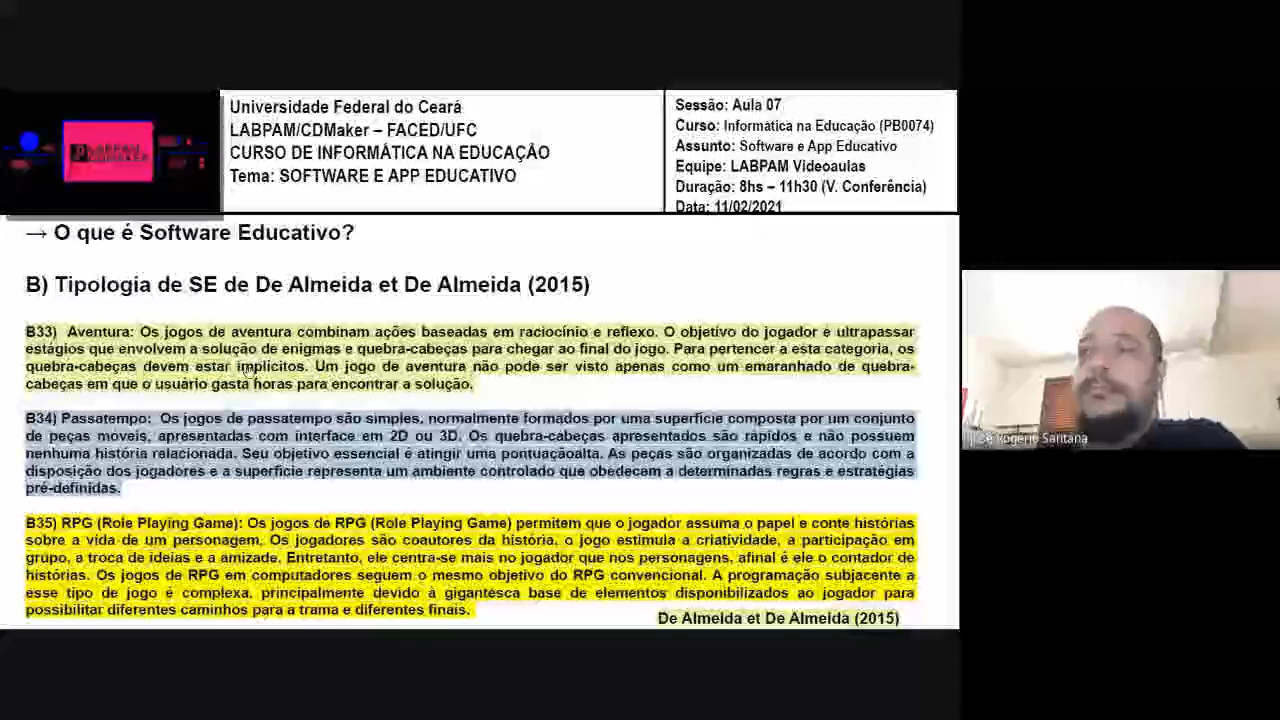 Universidade Federal do Ceará
LABPAM/CDMaker – FACED/UFC
CURSO DE INFORMÁTICA NA EDUCAÇÂO
Tema: SOFTWARE E APP EDUCATIVO
Sessão: Aula 07
Curso: Informática na Educação (PB0074)
Assunto: Software e App Educativo
Equipe: LABPAM Videoaulas
Duração: 8hs – 11h30 (V. Conferência)
Data: 11/02/2021
→ O que é Software Educativo?
B) Tipologia de SE de De Almeida et De Almeida (2015)
B33) Aventura: Os jogos de aventura combinam ações baseadas em raciocínio e reflexo. O objetivo do jogador é ultrapassar
estágios que envolvem a solução de enigmas e quebra-cabeças para chegar ao final do jogo. Para pertencer a esta categoria, os
quebra-cabeças devem estar implícitos. Um jogo de aventura não pode ser visto apenas como um emaranhado de quebra-
cabeças em que o usuário gasta horas para encontrar a solução.
B34) Passatempo: Os jogos de passatempo são simples, normalmente formados por uma superfície composta por um conjunto
de peças móveis, apresentadas com interface em 2D ou 3D. Os quebra-cabeças apresentados são rápidos e não possuem
nenhuma história relacionada. Seu objetivo essencial é atingir uma pontuaçãoalta. As peças são organizadas de acordo com a
disposição dos jogadores e a superfície representa um ambiente controlado que obedecem a determinadas regras e estratégias
pré-definidas.
B35) RPG (Role Playing Game): Os jogos de RPG (Role Playing Game) permitem que o jogador assuma o papel e conte histórias
sobre a vida de um personagem. Os jogadores são coautores da história, o jogo estimula a criatividade, a participação em
grupo, a troca de ideias e a amizade. Entretanto, ele centra-se mais no jogador que nos personagens, afinal é ele o contador de
histórias. Os jogos de RPG em computadores seguem o mesmo objetivo do RPG convencional. A programação subjacente a
esse tipo de jogo é complexa, principalmente devido à gigantesca base de elementos disponibilizados ao jogador para
possibilitar diferentes caminhos para a trama e diferentes finais.
De Almeida et De Almeida (2015)
Rogério Santana